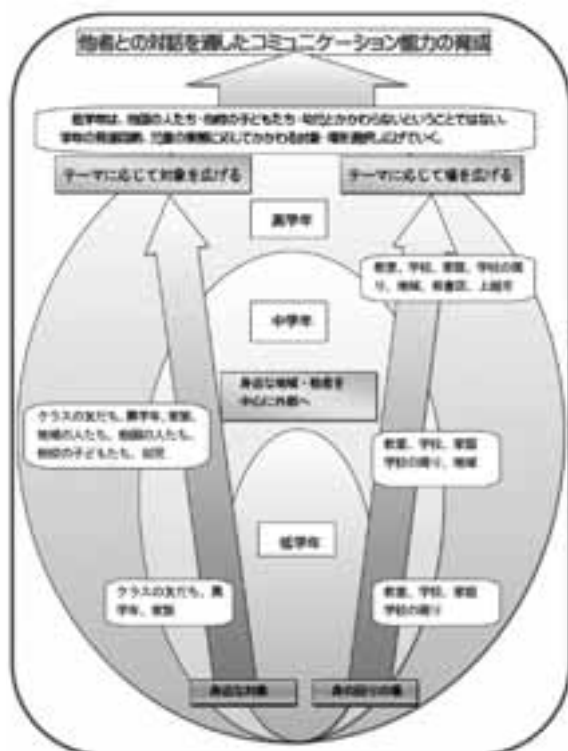 他者との対話を通したコミュニケーション能力の育成
低学年は、他国の人たち・他校の子どもたち・幼児とかかわらないということではない。
学年の発達段階、児童の実態に応じてかかわる対象・場を選択し広げていく。
テーマに応じて対象を広げる
テーマに応じて場を広げる
高学年
教室、学校、家庭、学校の周
り、地域、図書館、上越市
中学年
身近な地域・他者を
中心に外部へ
クラスの友だち、異学年、家族、
地域の人たち、他国の人たち、
他校の子どもたち、幼児
教室、学校、家庭
学校の周り、地域
低学年
クラスの友だち、異
学年、家族
教室、学校、家庭
学校の周り
身近な対象
身の回りの場